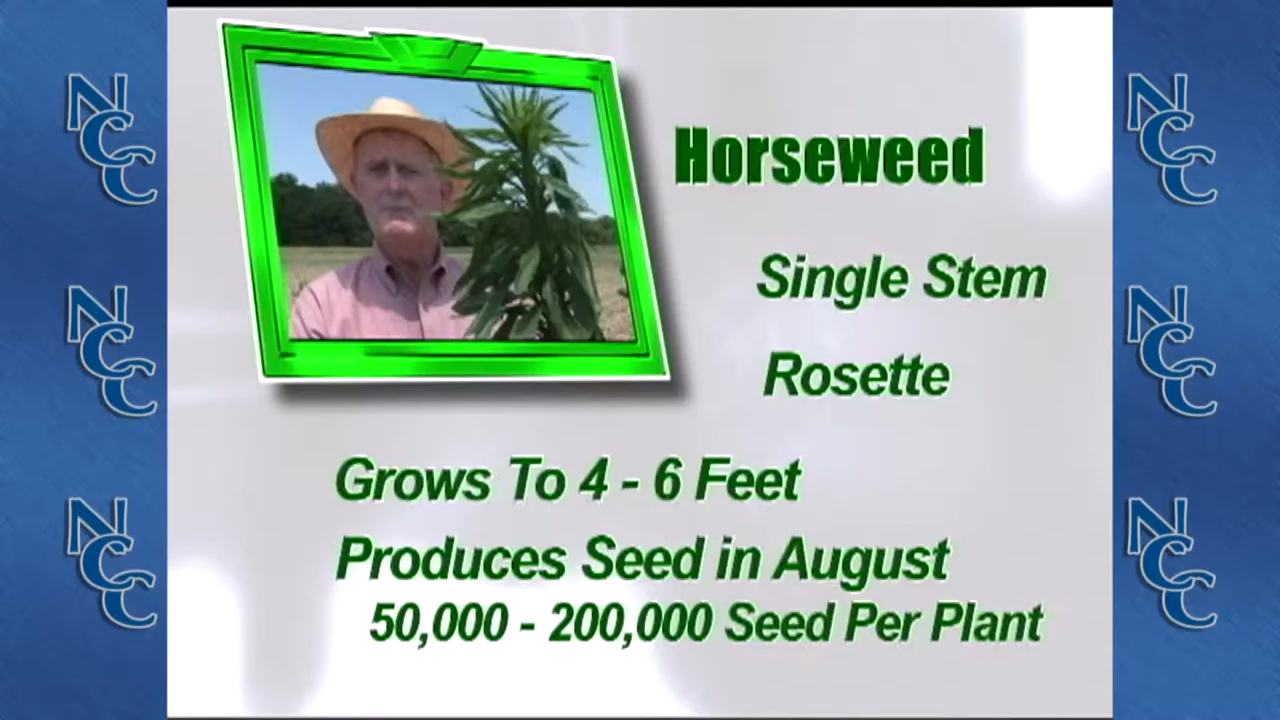 NCC
NCC
Horseweed
Single Stem
Rosette
NCC
NCC
Grows To 4 - 6 Feet
Produces Seed in August
50,000 - 200,000 Seed Per Plant
NCC
NCC